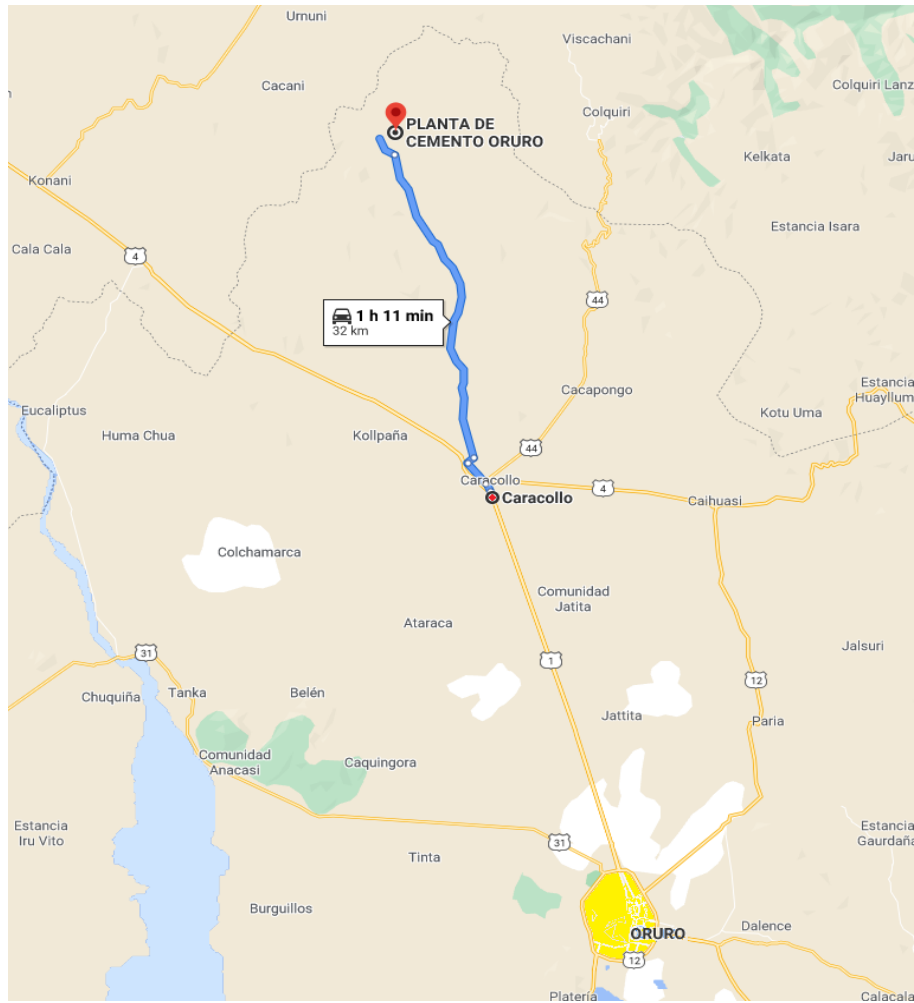 Urnuni
Viscachani
Cacani
Colquiri Lanz
Colquiri
PLANTA DE
CEMENTO ORURO
Kelkata
Jaru
Konani
Estancia Isara
Cala Cala
4
44
1 h 11 min
32 km
Estancia
Huayllum
Cacapongo
Eucaliptus
Kotu Uma
Huma Chua
Kollpaña
44
Caracollo
4
Caracollo
Caihuasi
Colchamarca
Comunidad
Jatita
Ataraca
31
1
Jalsuri
12
Chuquiña
Tanka
Belén
Jattita
Paria
Comunidad
Anacasi
Caquingora
Estancia
Iru Vito
31
Estancia
Gaurdaña
Tinta
Burguillos
ORURO
Dalence
12
Platería
Calacala